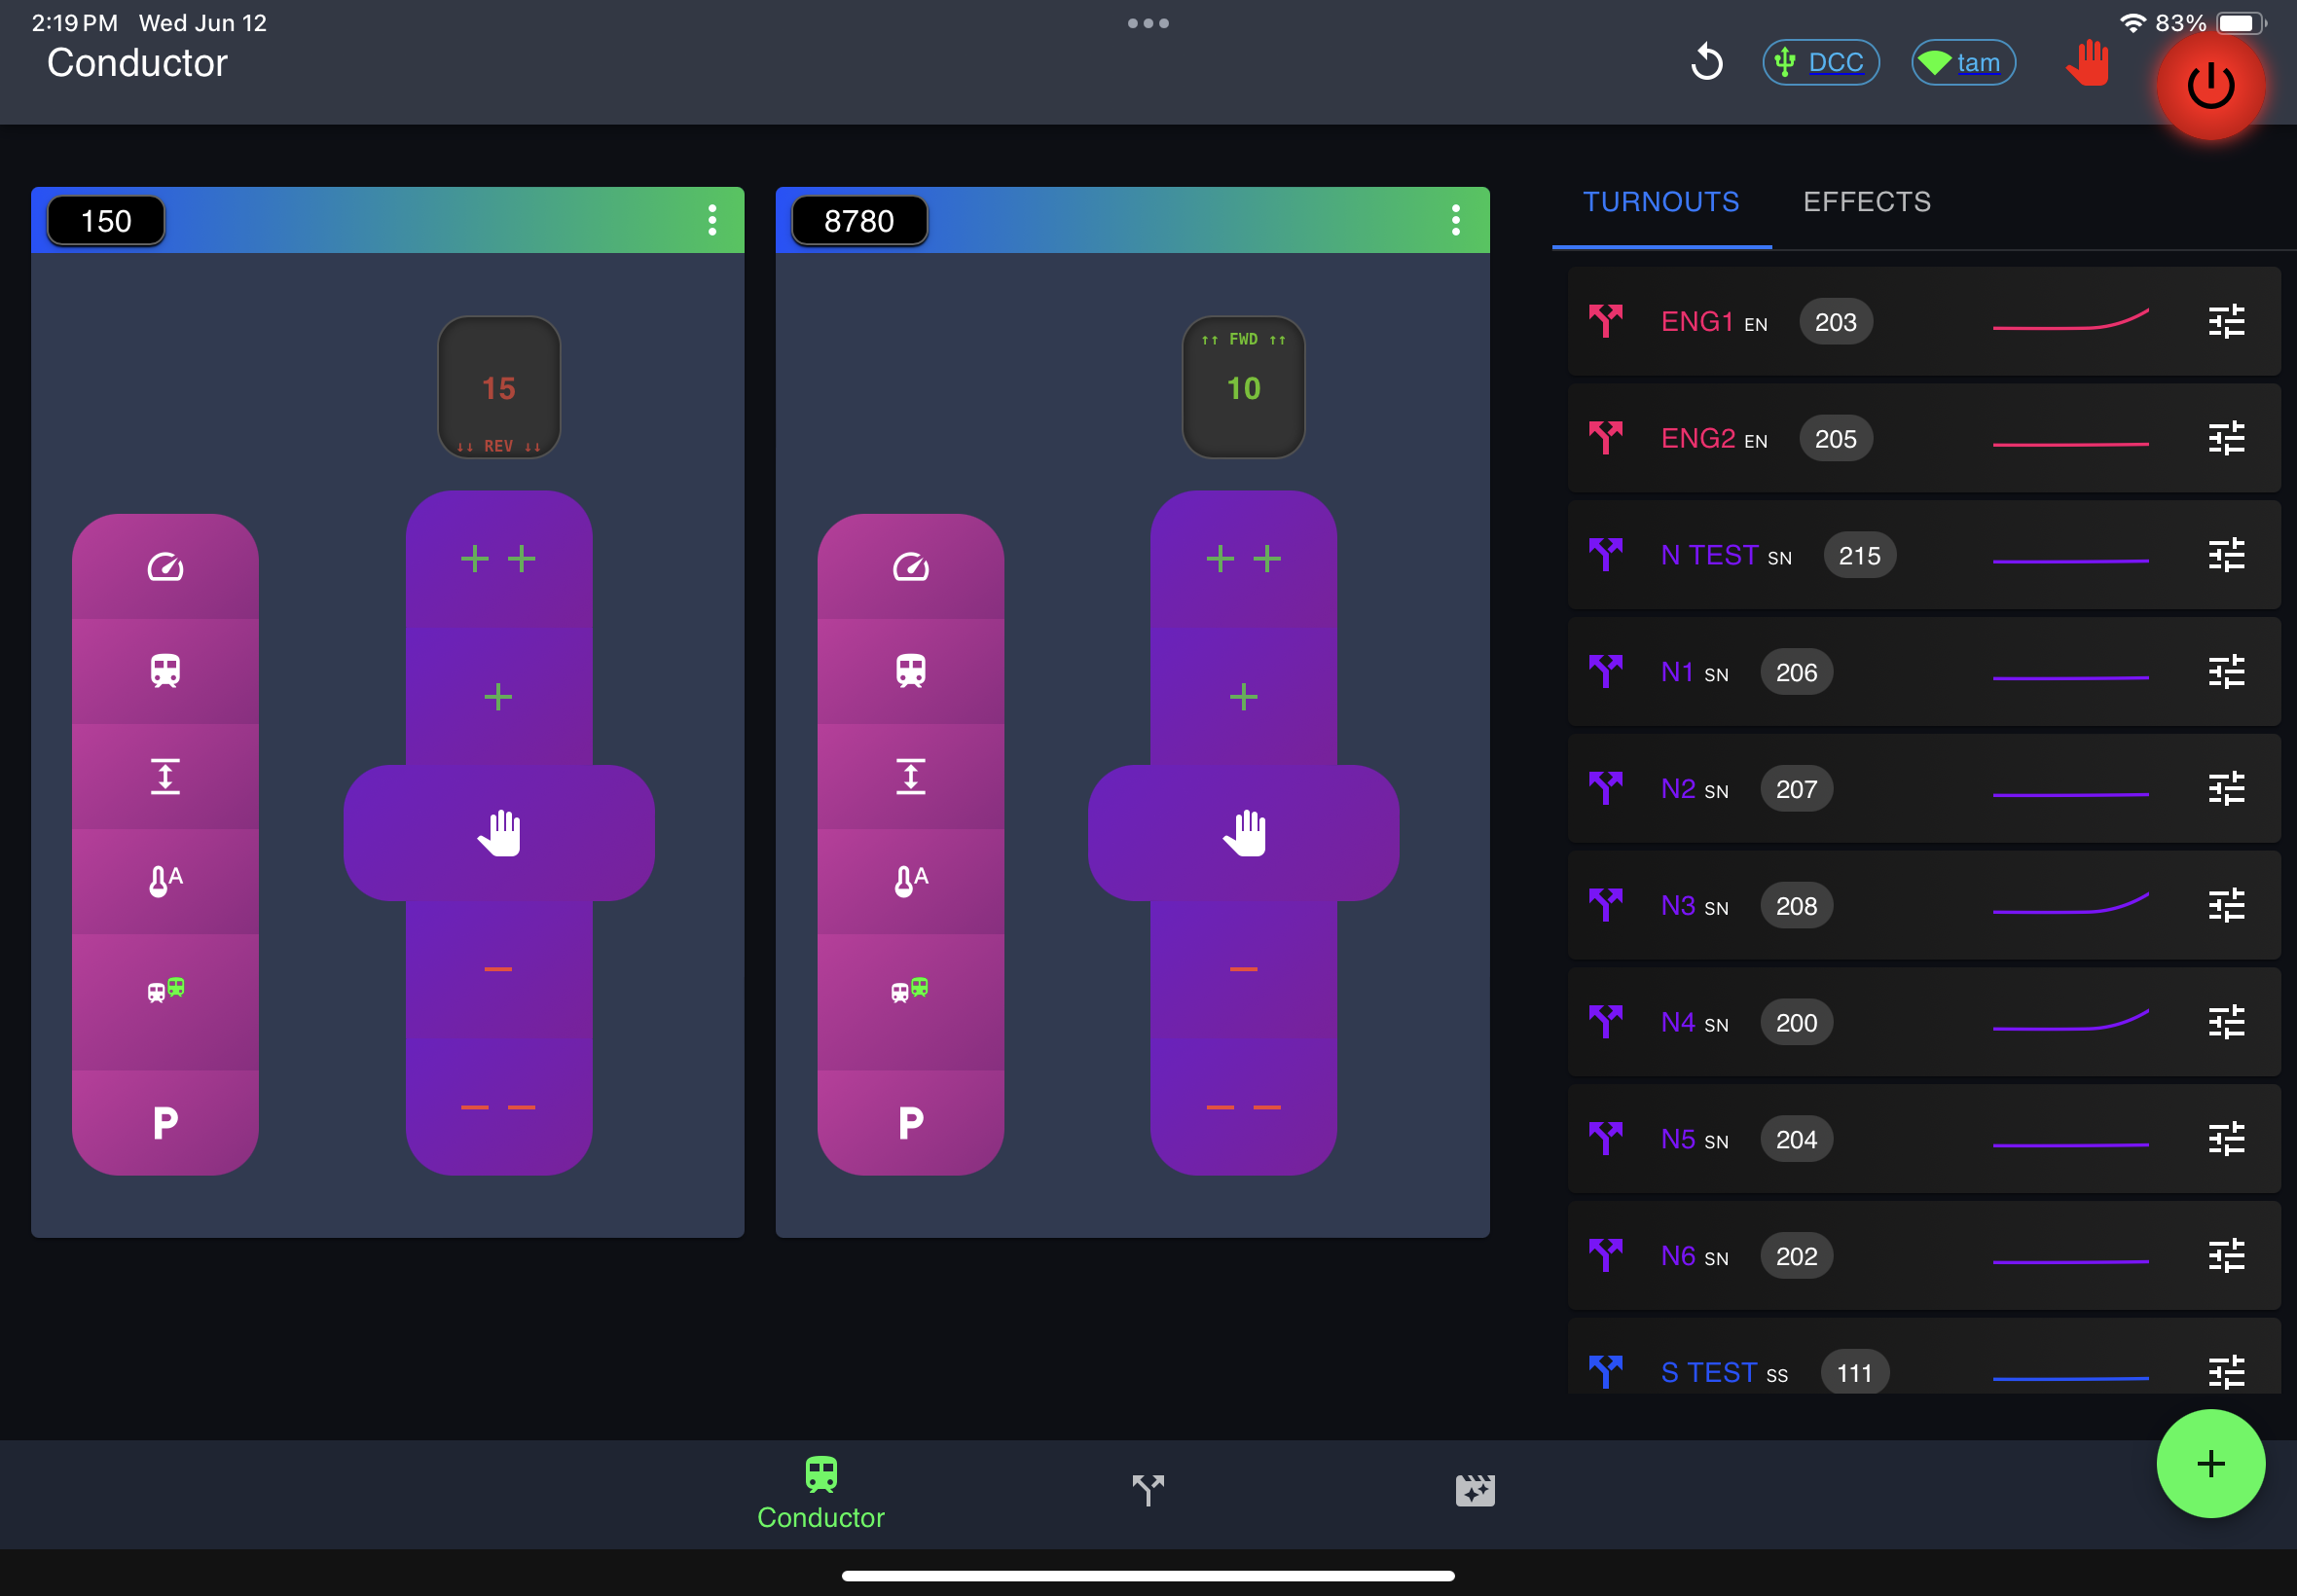 2:19 PM Wed Jun 12
83%
Conductor
DCC
tam
150
15
↓↓ REV ↓↓
++
+
A
−
− −
P
8780
↑↑ FWD ↑↑
10
++
+
A
−
− −
P
TURNOUTS EFFECTS
ENG1 EN 203
ENG2 EN 205
N TEST SN 215
N1 SN 206
N2 SN 207
N3 SN 208
N4 SN 200
N5 SN 204
N6 SN 202
S TEST SS 111
+
Conductor